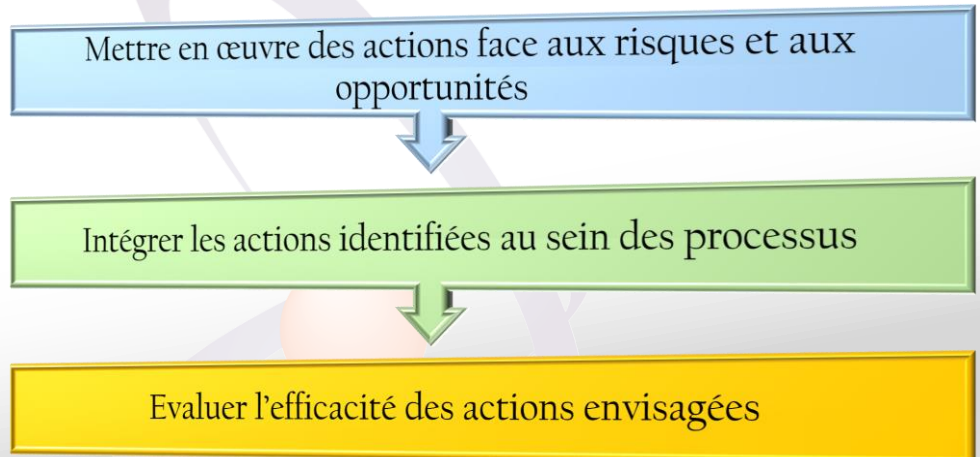 Mettre en œuvre des actions face aux risques et aux
opportunités
Intégrer les actions identifiées au sein des processus
Evaluer l’efficacité des actions envisagées